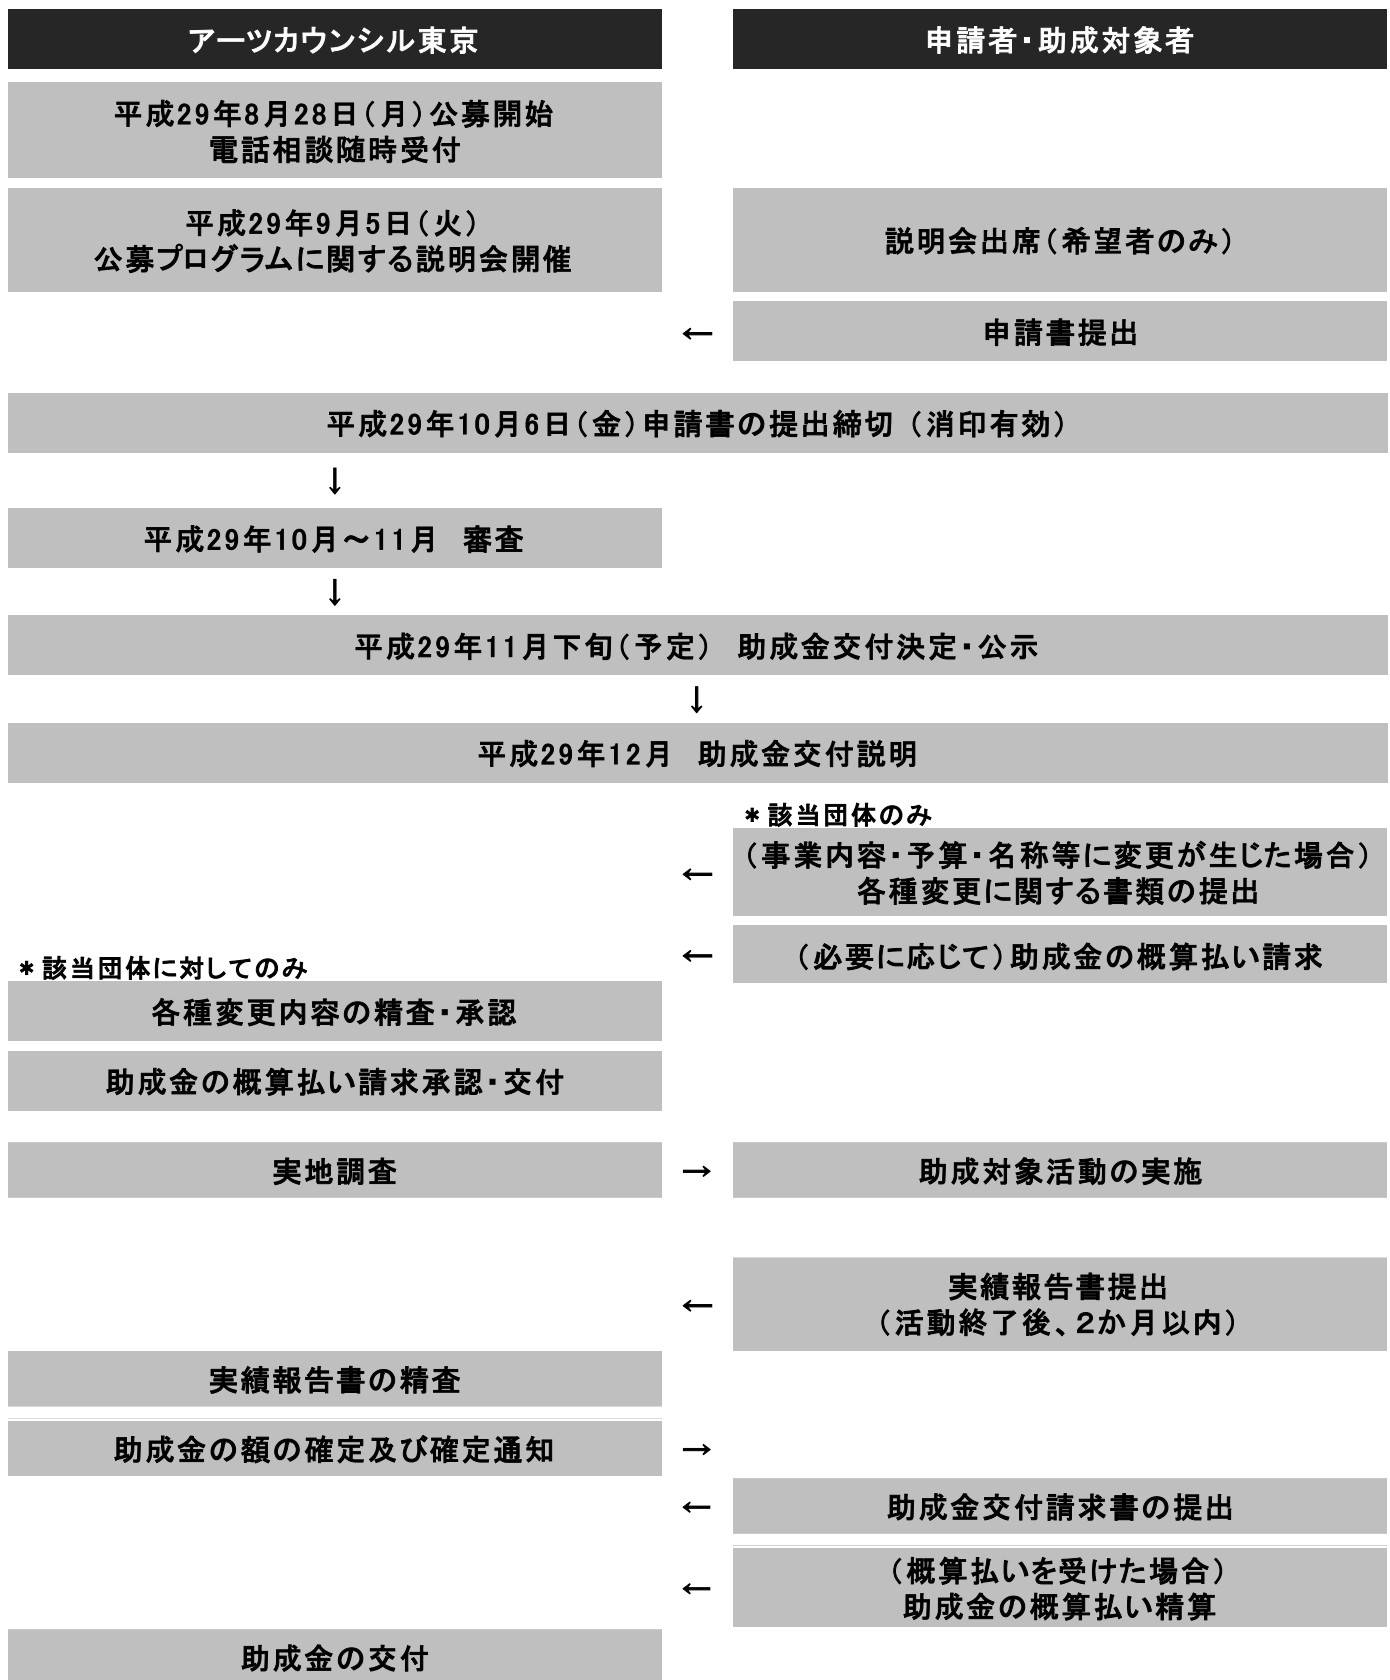 アーツカウンシル東京
申請者・助成対象者
平成29年8月28日(月)公募開始
電話相談随時受付
平成29年9月5日(火)
公募プログラムに関する説明会開催
説明会出席(希望者のみ)
← 申請書提出
平成29年10月6日(金)申請書の提出締切(消印有効)
↓
平成29年10月～11月 審査
↓
平成29年11月下旬(予定) 助成金交付決定・公示
↓
平成29年12月 助成金交付説明
＊該当団体のみ
(事業内容・予算・名称等に変更が生じた場合)
← 各種変更に関する書類の提出
← (必要に応じて)助成金の概算払い請求
＊該当団体に対してのみ
各種変更内容の精査・承認
助成金の概算払い請求承認・交付
実地調査 → 助成対象活動の実施
実績報告書提出
← (活動終了後、2か月以内)
実績報告書の精査
助成金の額の確定及び確定通知 →
← 助成金交付請求書の提出
(概算払いを受けた場合)
← 助成金の概算払い精算
助成金の交付